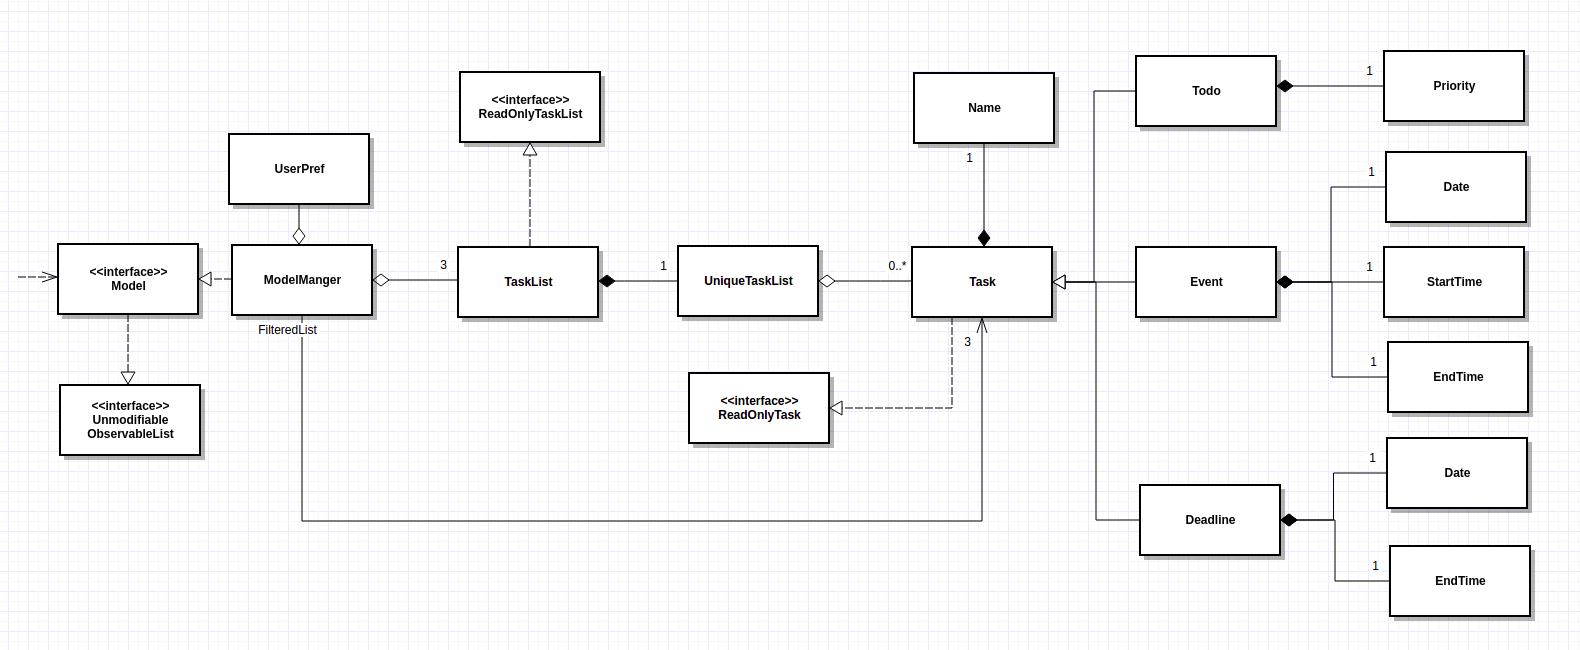 <<interface>>
ReadOnlyTaskList
Name
Todo
1
Priority
UserPref
1
1
Date
<<interface>>
Model
ModelManger
3
TaskList
1
UniqueTaskList
0..*
Task
Event
1
StartTime
FilteredList
3
1
EndTime
<<interface>>
Unmodifiable
ObservableList
<<interface>>
ReadOnlyTask
1
Date
Deadline
1
EndTime